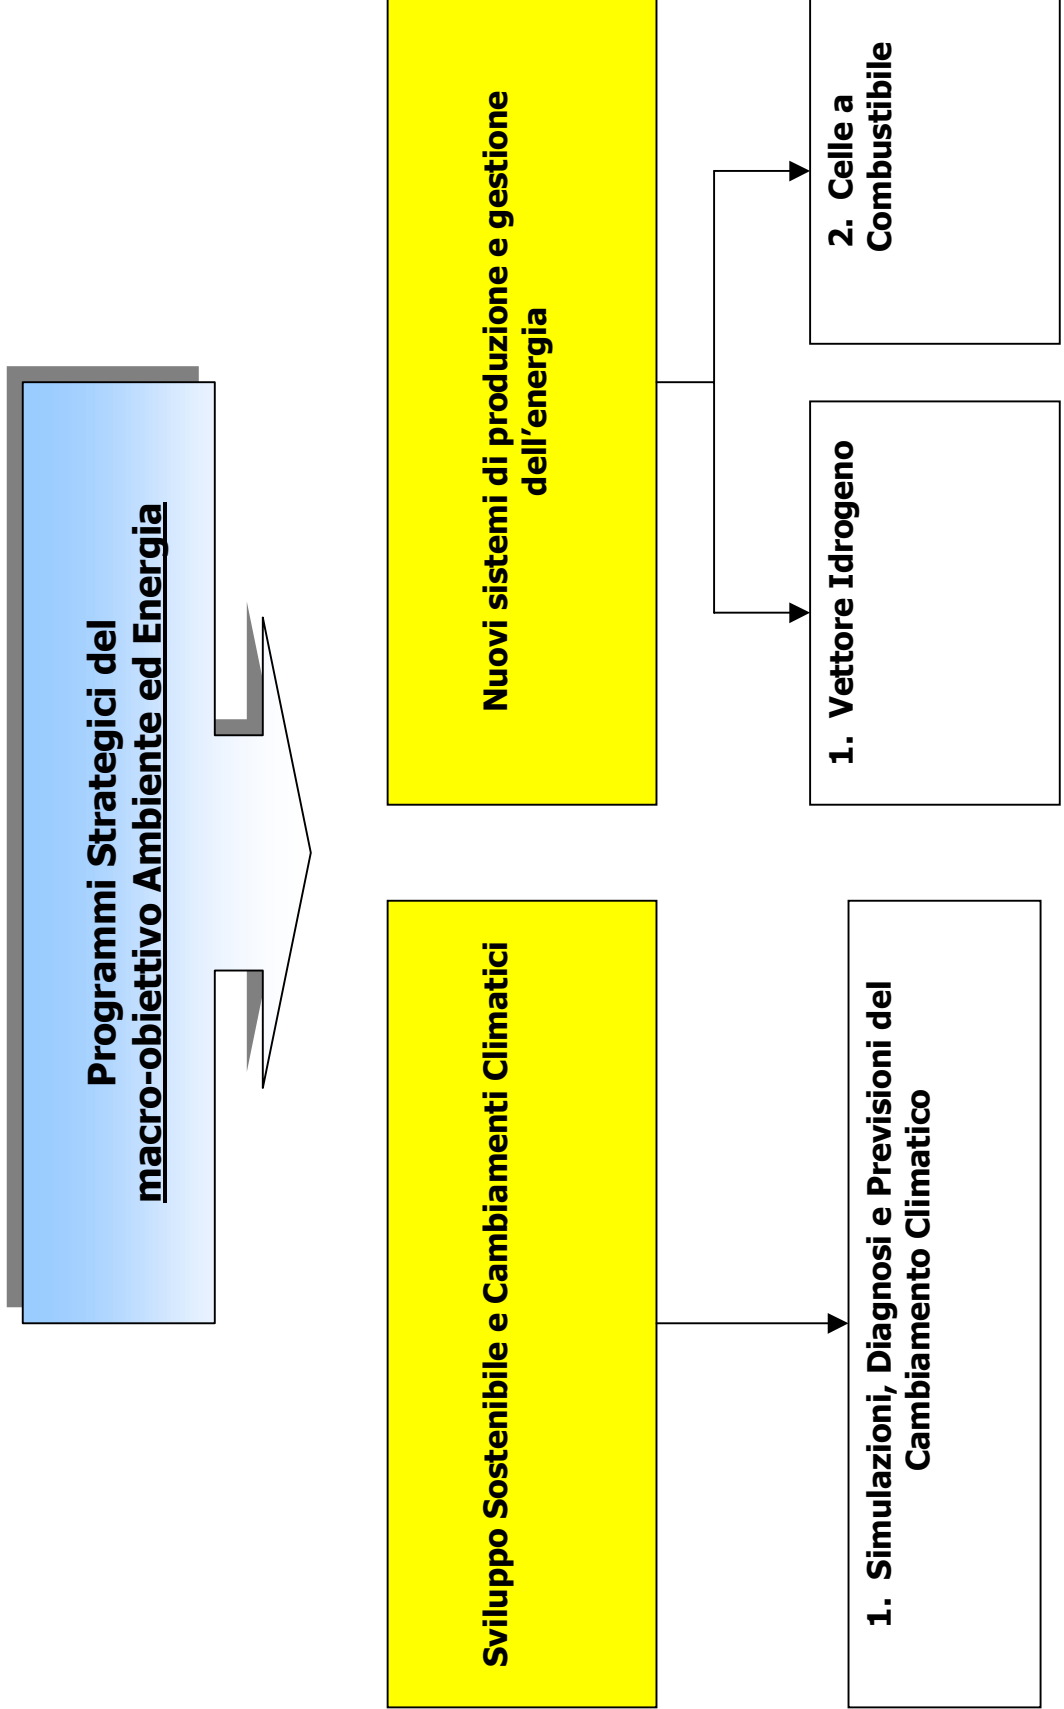 Programmi Strategici del
macro-obiettivo Ambiente ed Energia
Sviluppo Sostenibile e Cambiamenti Climatici
Nuovi sistemi di produzione e gestione
dell’energia
1. Simulazioni, Diagnosi e Previsioni del
Cambiamento Climatico
1. Vettore Idrogeno
2. Celle a
Combustibile